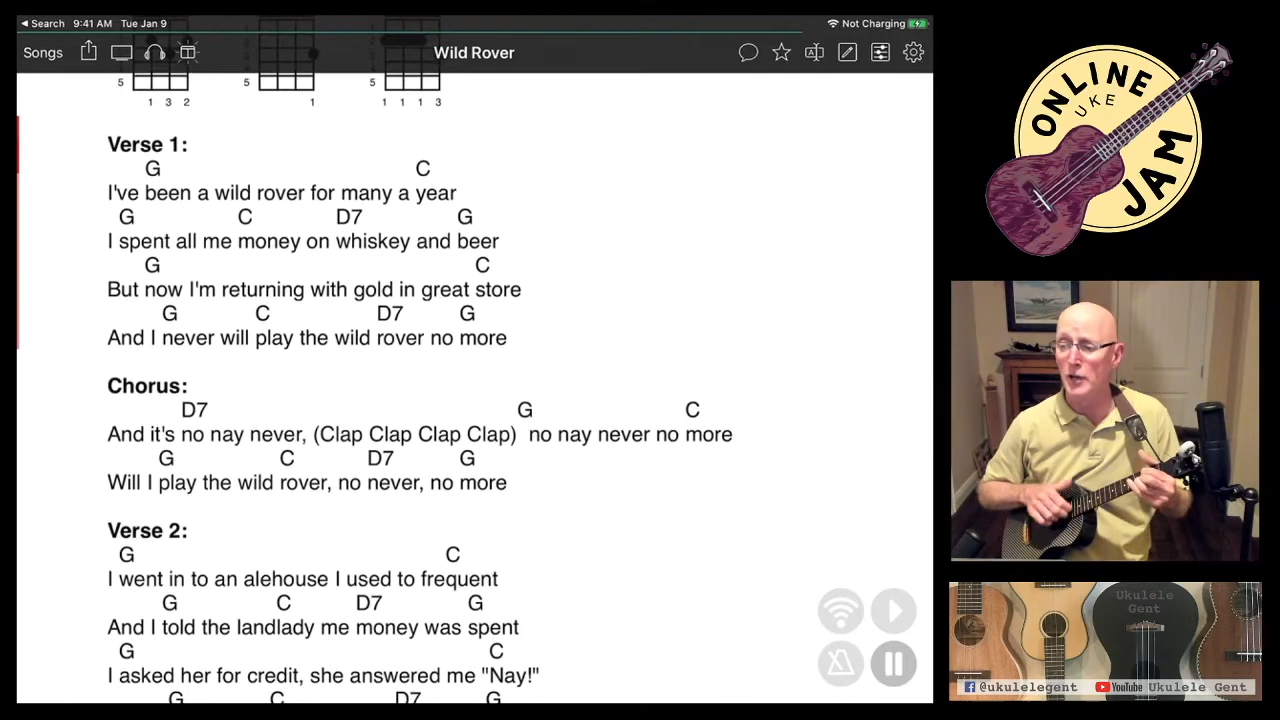 Search 9:41 AM Tue Jan 9 Not Charging
Songs Wild Rover
5 5 5
1 3 2 1 1 1 1 3
Verse 1:
G C
I've been a wild rover for many a year
G C D7 G
I spent all me money on whiskey and beer
G C
But now I'm returning with gold in great store
G C D7 G
And I never will play the wild rover no more
Chorus:
D7 G C
And it's no nay never, (Clap Clap Clap Clap) no nay never no more
G C D7 G
Will I play the wild rover, no never, no more
Verse 2:
G C
I went in to an alehouse I used to frequent
G C D7 G
And I told the landlady me money was spent
G C
I asked her for credit, she answered me "Nay!"
G C D7 G
ONLINE
UKE
JAM
Ukulele
Gent
@ukulelegent YouTube Ukulele Gent